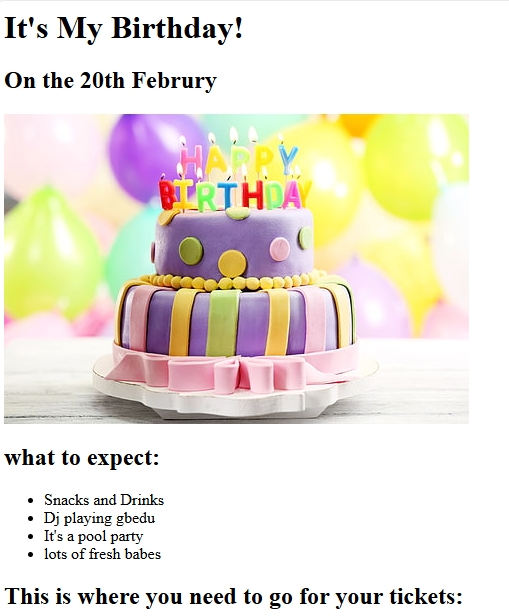 It's My Birthday!
On the 20th Februry
HAPPY
BIRTHDAY
what to expect:
Snacks and Drinks
Dj playing gbedu
It's a pool party
lots of fresh babes
This is where you need to go for your tickets: